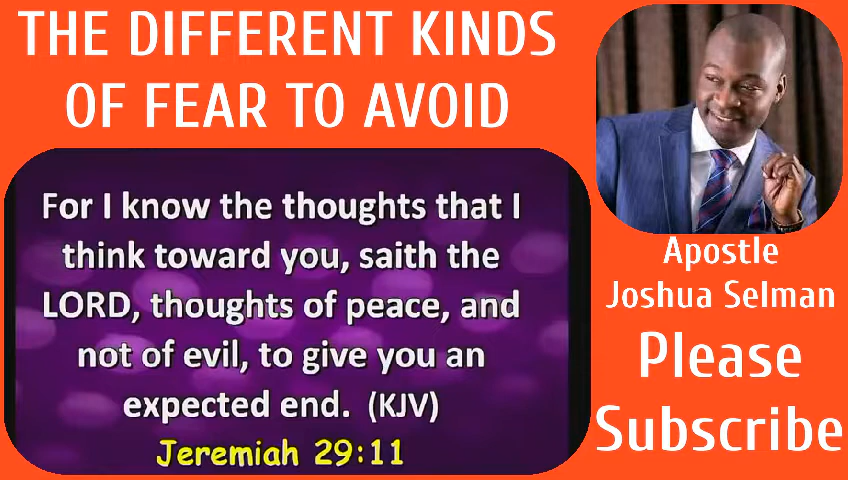 THE DIFFERENT KINDS
OF FEAR TO AVOID
For I know the thoughts that I
think toward you, saith the
LORD, thoughts of peace, and
not of evil, to give you an
expected end. (KJV)
Jeremiah 29:11
Apostle
Joshua Selman
Please
Subscribe